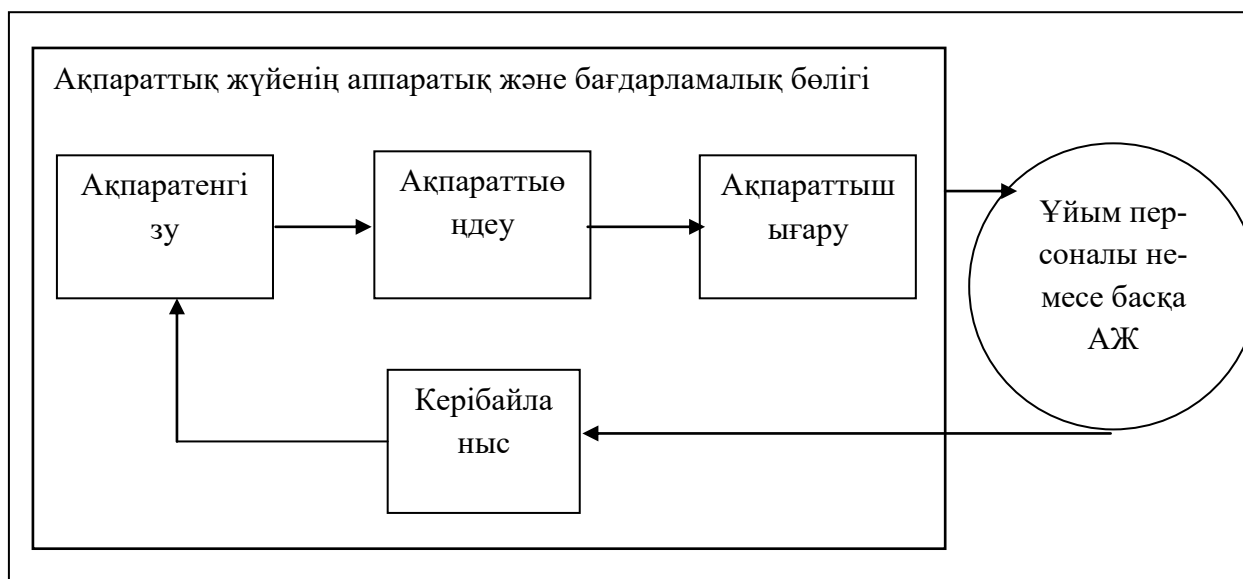 Ақпараттық жүйенің аппаратық және бағдарламалық бөлігі
Ақпаратенгі
зу
Ақпараттыө
ңдеу
Ақпараттыш
ығару
Ұйым пер-
соналы не-
месе басқа
АЖ
Керібайла
ныс